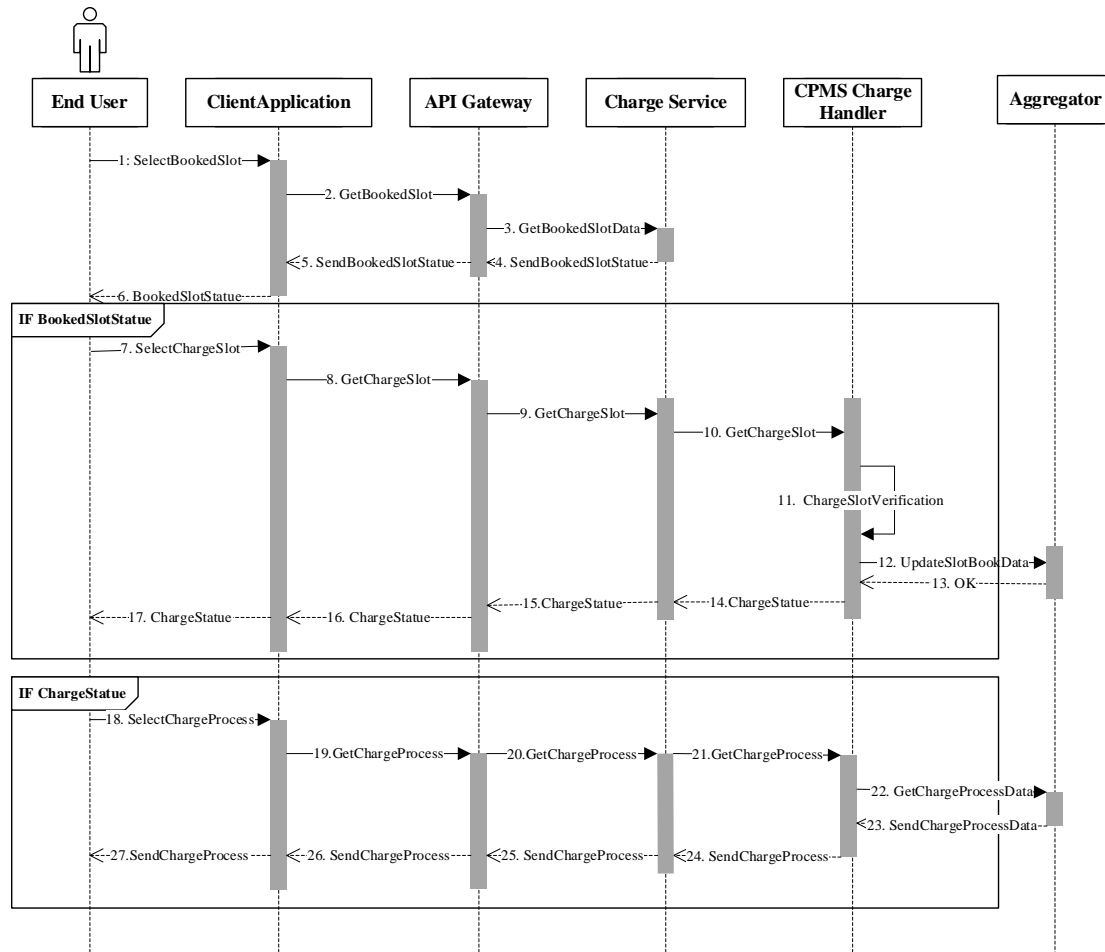 End User
ClientApplication
API Gateway
Charge Service
CPMS Charge
Handler
Aggregator
1: SelectBookedSlot
2. GetBookedSlot
3. GetBookedSlotData
5. SendBookedSlotStatue
4. SendBookedSlotStatue
6. BookedSlotStatue
IF BookedSlotStatue
7. SelectChargeSlot
8. GetChargeSlot
9. GetChargeSlot
10. GetChargeSlot
11. ChargeSlotVerification
12. UpdateSlotBookData
13. OK
14.ChargeStatue
15.ChargeStatue
16. ChargeStatue
17. ChargeStatue
IF ChargeStatue
18. SelectChargeProcess
19.GetChargeProcess
20.GetChargeProcess
21.GetChargeProcess
22. GetChargeProcessData
23. SendChargeProcessData
27.SendChargeProcess
26. SendChargeProcess
25. SendChargeProcess
24. SendChargeProcess